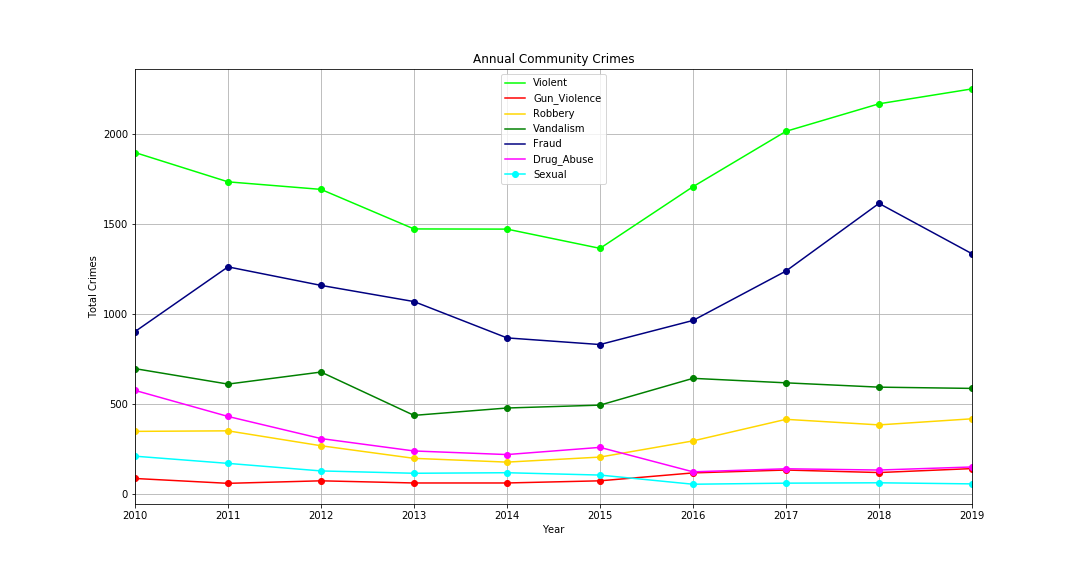 Annual Community Crimes
Violent
Gun_Violence
Robbery
Vandalism
Fraud
Drug_Abuse
Sexual
Total Crimes
2000
1500
1000
500
0
2010 2011 2012 2013 2014 2015 2016 2017 2018 2019
Year